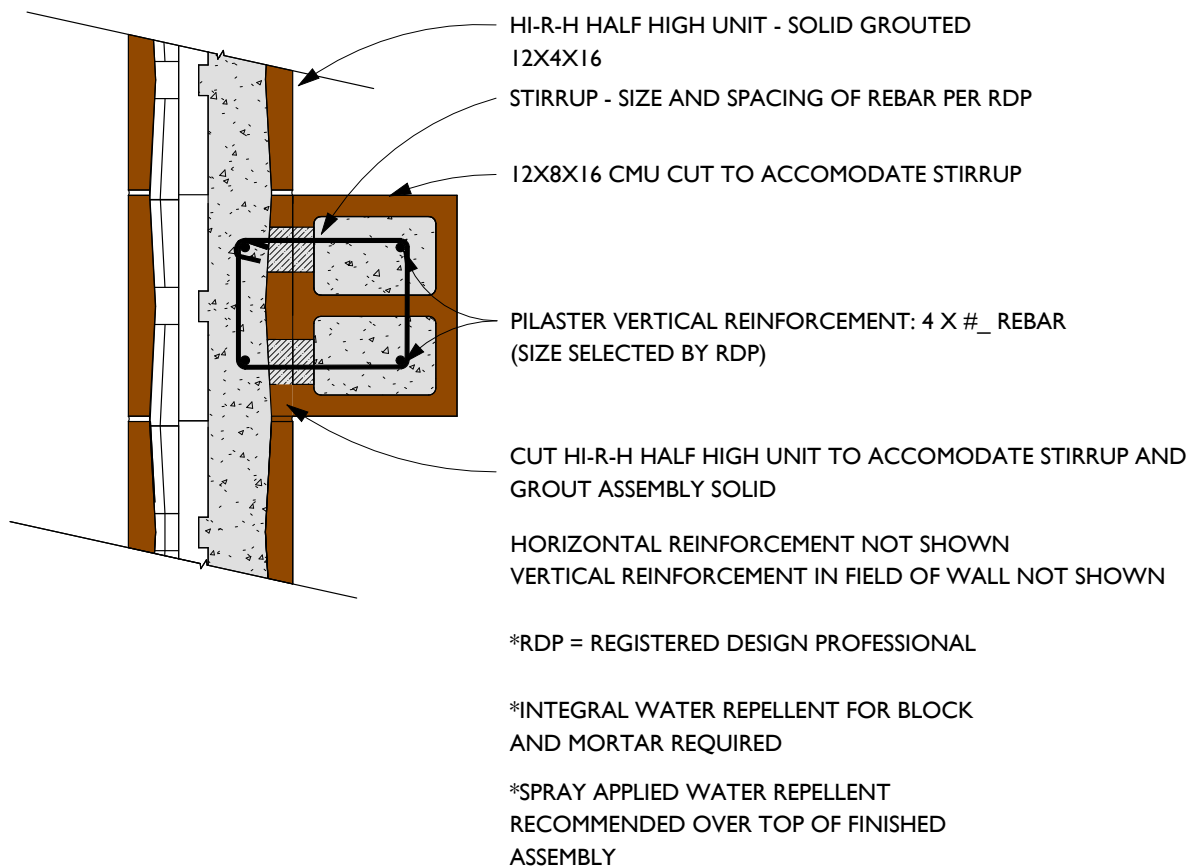 HI-R-H HALF HIGH UNIT - SOLID GROUTED
12X4X16
STIRRUP - SIZE AND SPACING OF REBAR PER RDP
12X8X16 CMU CUT TO ACCOMODATE STIRRUP
PILASTER VERTICAL REINFORCEMENT: 4 X #_ REBAR
(SIZE SELECTED BY RDP)
CUT HI-R-H HALF HIGH UNIT TO ACCOMODATE STIRRUP AND
GROUT ASSEMBLY SOLID
HORIZONTAL REINFORCEMENT NOT SHOWN
VERTICAL REINFORCEMENT IN FIELD OF WALL NOT SHOWN
*RDP = REGISTERED DESIGN PROFESSIONAL
*INTEGRAL WATER REPELLENT FOR BLOCK
AND MORTAR REQUIRED
*SPRAY APPLIED WATER REPELLENT
RECOMMENDED OVER TOP OF FINISHED
ASSEMBLY